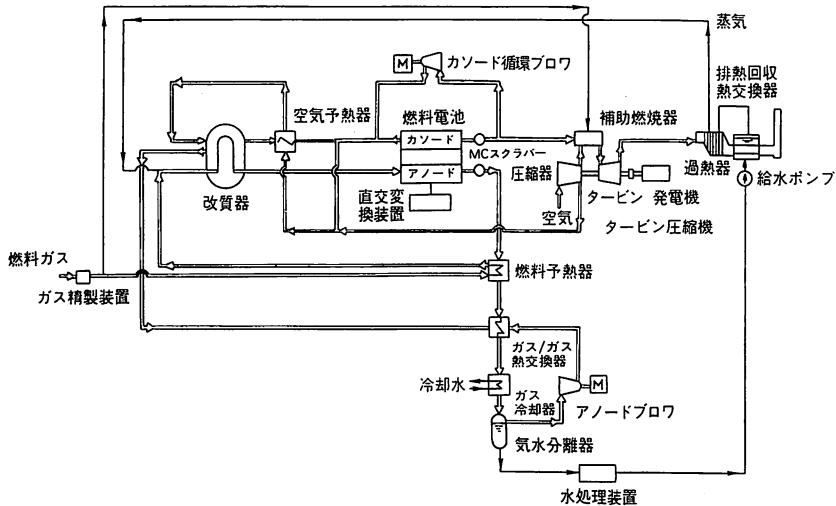 蒸気
M
カソード循環ブロワ
排熱回収
熱交換器
空気予熱器
燃料電池
補助燃焼器
カソード
MCスクラバー
アノード
圧縮器
過熱器
給水ポンプ
改質器
直交変
換装置
空気
タービン
発電機
タービン圧縮機
燃料ガス
ガス精製装置
燃料予熱器
ガス/ガス
熱交換器
冷却水
ガス
冷却器
M
アノードブロワ
気水分離器
水処理装置